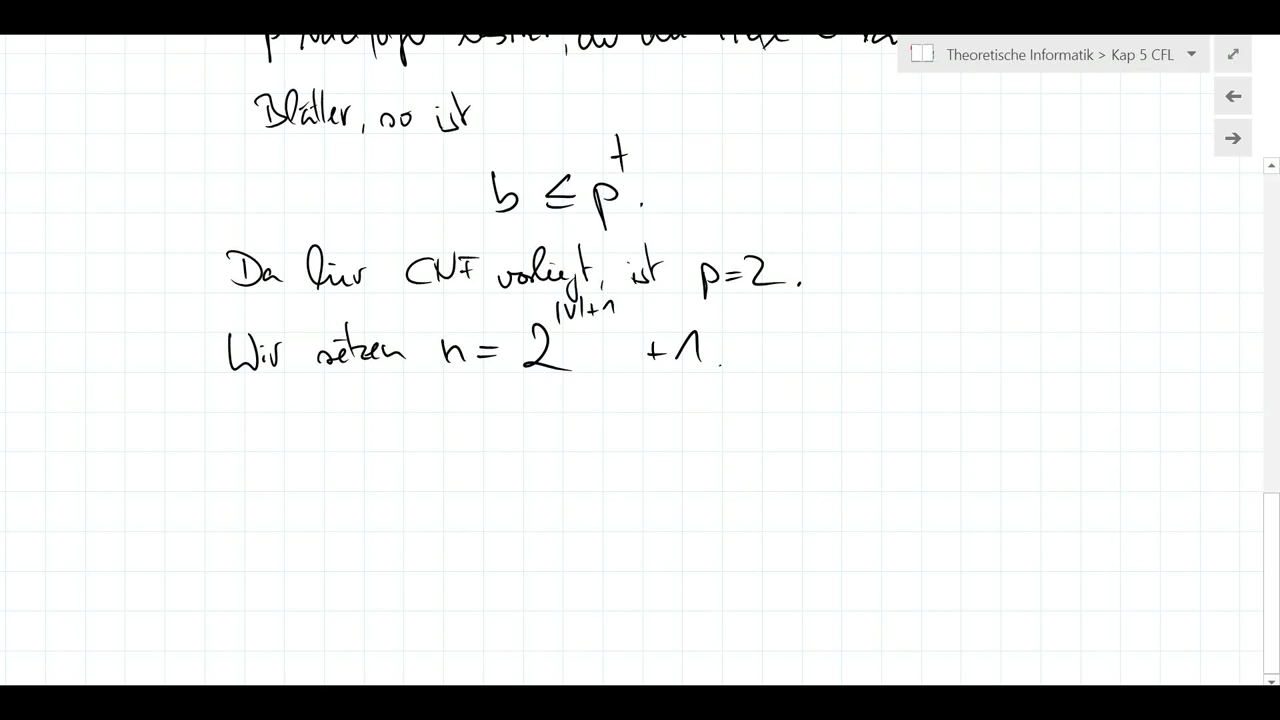 Theoretische Informatik > Kap 5 CFL
Blätter, so ist
b ≤ p^t.
Da hier CNF vorliegt, ist p=2.
Wir setzen n = 2^{|V|+1} + 1.